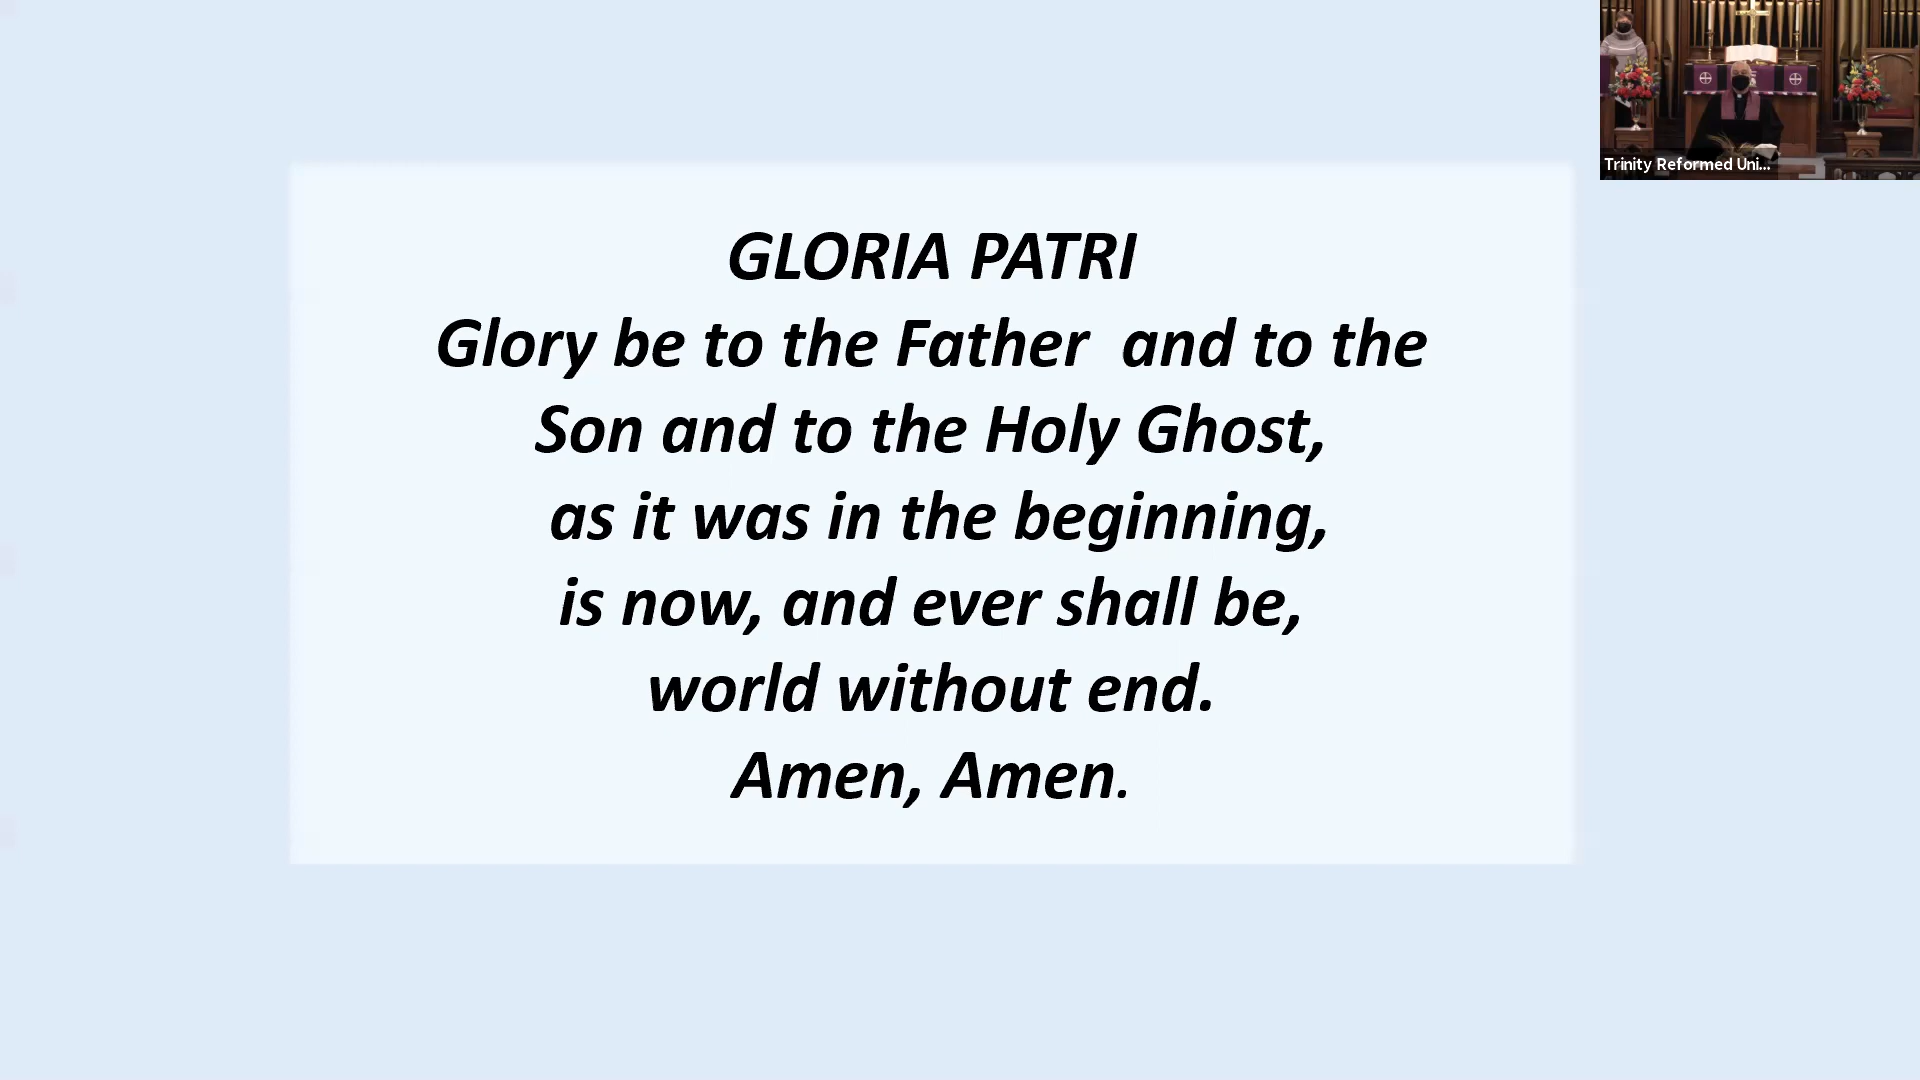 GLORIA PATRI
Glory be to the Father  and to the
Son and to the Holy Ghost,
as it was in the beginning,
is now, and ever shall be,
world without end.
Amen, Amen.
Trinity Reformed Uni...